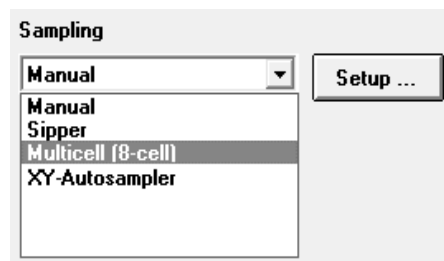 Sampling
Manual
Setup ...
Manual
Sipper
Multicell (8-cell)
XY-Autosampler